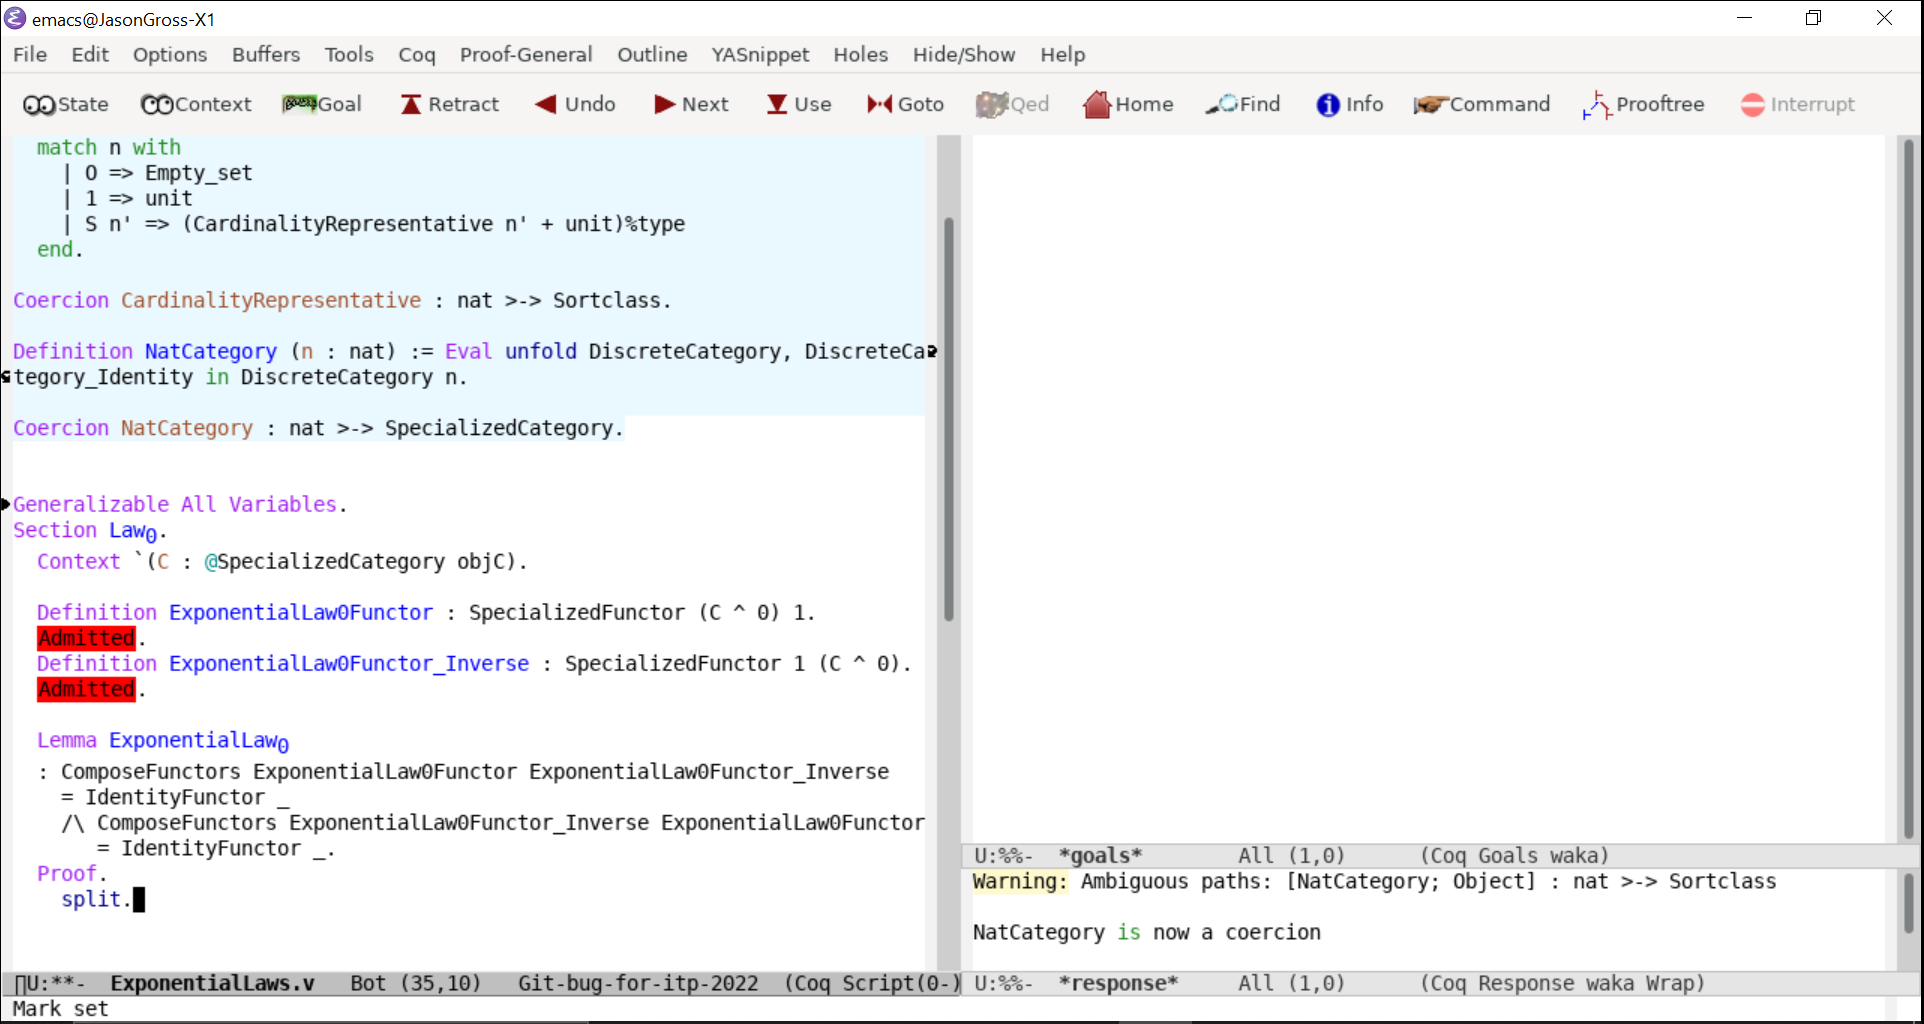 emacs@JasonGross-X1
File Edit Options Buffers Tools Coq Proof-General Outline YASnippet Holes Hide/Show Help
State Context Goal Retract Undo Next Use Goto Qed Home Find Info Command Prooftree Interrupt
match n with
| O => Empty_set
| 1 => unit
| S n' => (CardinalityRepresentative n' + unit)%type
end.
Coercion CardinalityRepresentative : nat >-> Sortclass.
Definition NatCategory (n : nat) := Eval unfold DiscreteCategory, DiscreteCa
tegory_Identity in DiscreteCategory n.
Coercion NatCategory : nat >-> SpecializedCategory.
Generalizable All Variables.
Section Law0.
Context `(C : @SpecializedCategory objC).
Definition ExponentialLaw0Functor : SpecializedFunctor (C ^ 0) 1.
Admitted.
Definition ExponentialLaw0Functor_Inverse : SpecializedFunctor 1 (C ^ 0).
Admitted.
Lemma ExponentialLaw0
: ComposeFunctors ExponentialLaw0Functor ExponentialLaw0Functor_Inverse
= IdentityFunctor _
/\ ComposeFunctors ExponentialLaw0Functor_Inverse ExponentialLaw0Functor
= IdentityFunctor _.
Proof.
split.
U:**- ExponentialLaws.v Bot (35,10) Git-bug-for-itp-2022 (Coq Script(0-)
U:%%- *goals* All (1,0) (Coq Goals waka)
Warning: Ambiguous paths: [NatCategory; Object] : nat >-> Sortclass
NatCategory is now a coercion
U:%%- *response* All (1,0) (Coq Response waka Wrap)
Mark set